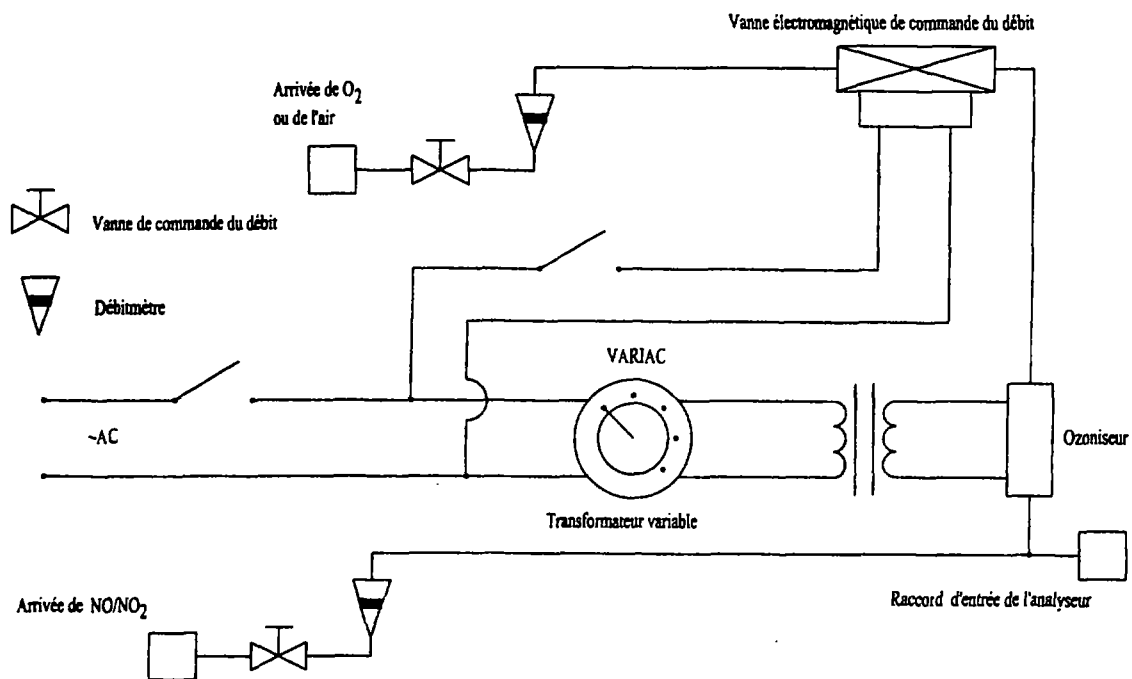 Vanne électromagnétique de commande du débit
Arrivée de O2
ou de l'air
Vanne de commande du débit
Débitmètre
VARIAC
~AC
Ozoniseur
Transformateur variable
Arrivée de NO/NO2
Raccord d'entrée de l'analyseur